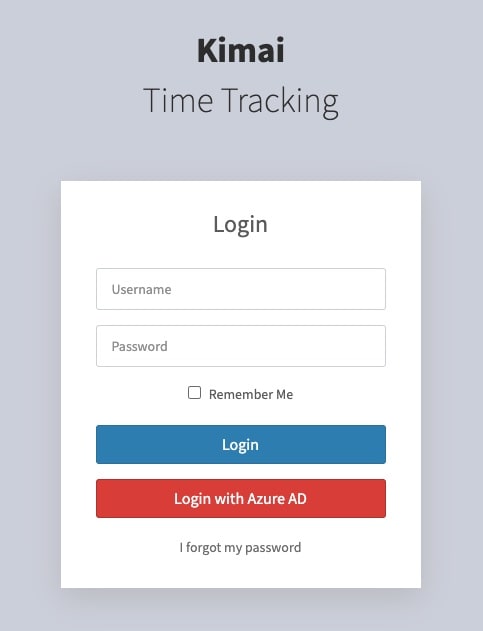 Kimai
Time Tracking
Login
Username
Password
Remember Me
Login
Login with Azure AD
I forgot my password